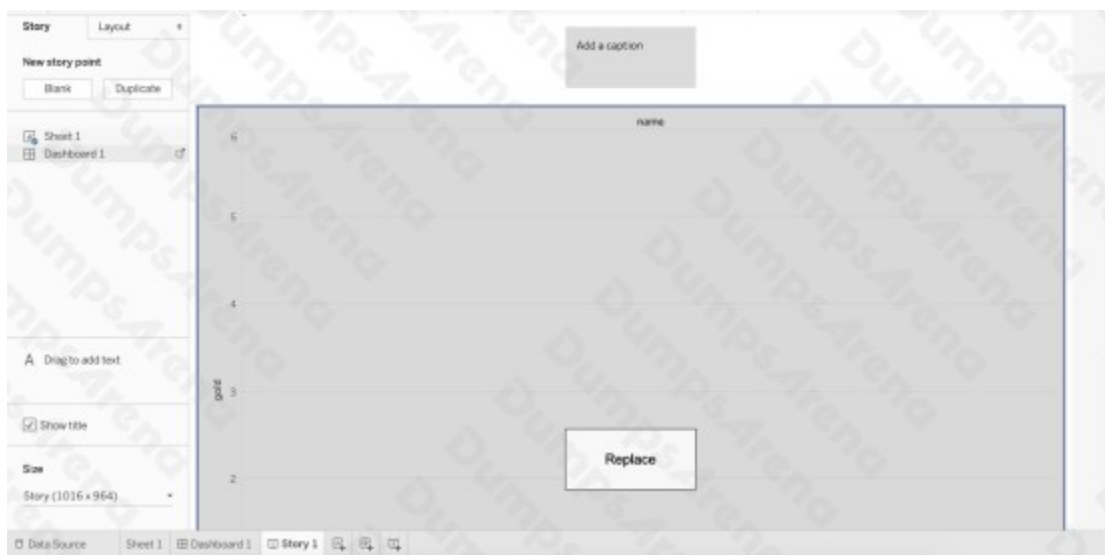 Story Layout
New story point
Blank Duplicate
Sheet 1
Dashboard 1
A Drag to add text
Show title
Size
Story (1016 x 964)
Add a caption
name
6
5
4
gold
3
Replace
2
Data Source Sheet 1 Dashboard 1 Story 1
DumpsArena